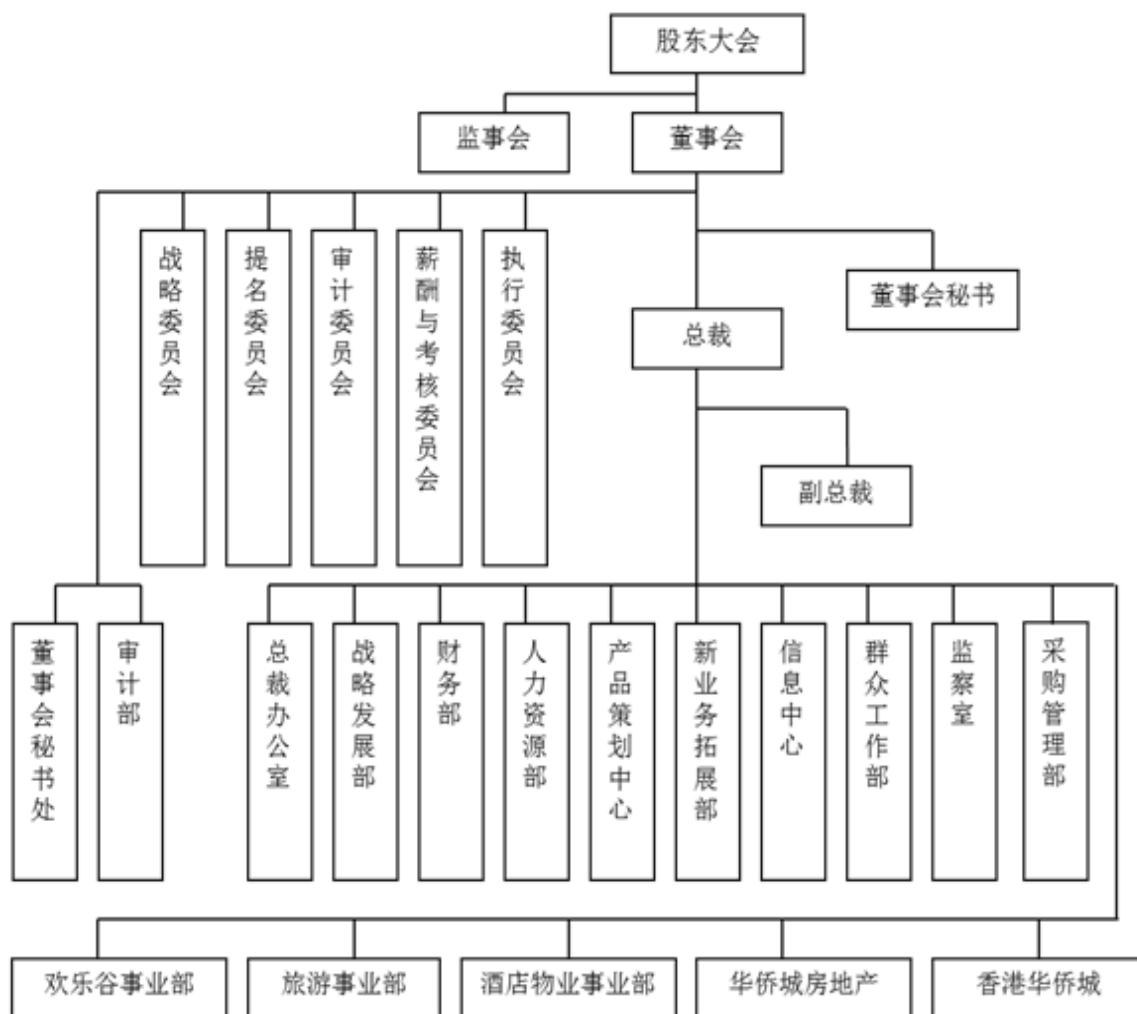 股东大会
监事会
董事会
战略委员会
提名委员会
审计委员会
薪酬与考核委员会
执行委员会
董事会秘书
总裁
副总裁
董事会秘书处
审计部
总裁办公室
战略发展部
财务部
人力资源部
产品策划中心
新业务拓展部
信息中心
群众工作部
监察室
采购管理部
欢乐谷事业部
旅游事业部
酒店物业事业部
华侨城房地产
香港华侨城